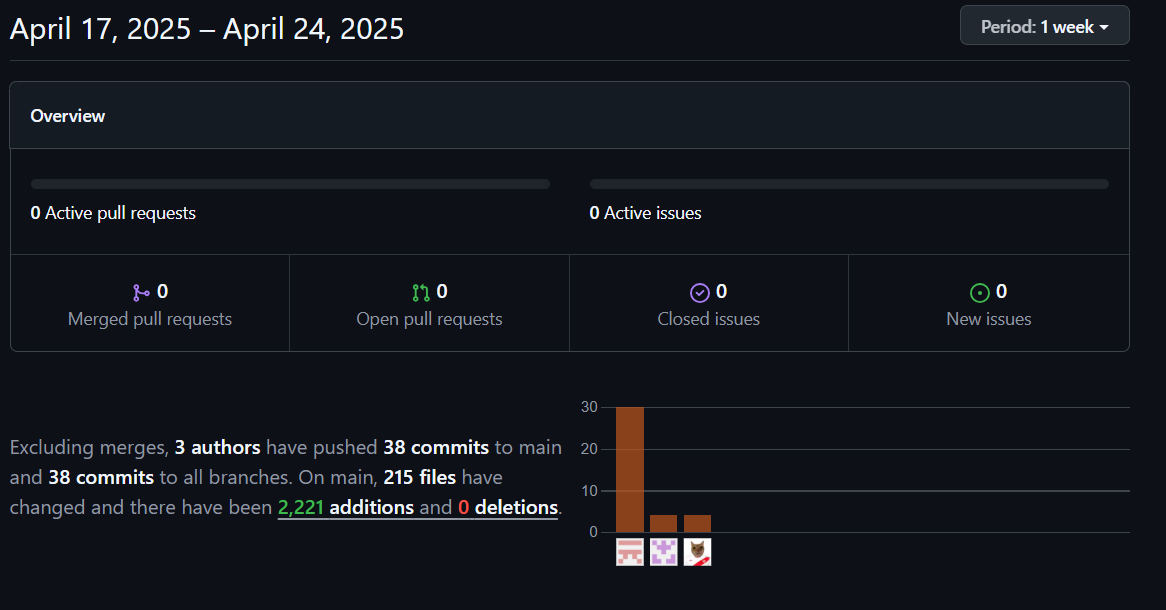 April 17, 2025 – April 24, 2025
Period: 1 week
Overview
0 Active pull requests
0 Active issues
0
Merged pull requests
0
Open pull requests
0
Closed issues
0
New issues
Excluding merges, 3 authors have pushed 38 commits to main
and 38 commits to all branches. On main, 215 files have
changed and there have been 2,221 additions and 0 deletions.
30
20
10
0